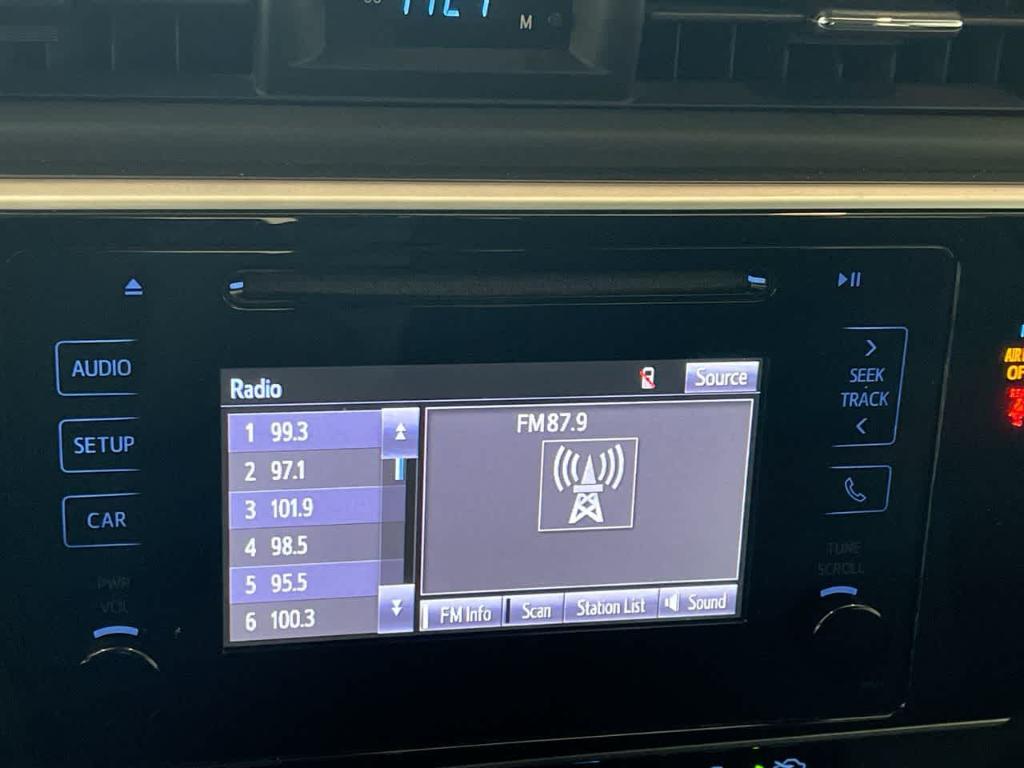 M
AUDIO
SETUP
CAR
PWR
VOL
Radio
Source
1 99.3
2 97.1
3 101.9
4 98.5
5 95.5
6 100.3
FM87.9
FM Info
Scan
Station List
Sound
>
SEEK
TRACK
<
TUNE
SCROLL